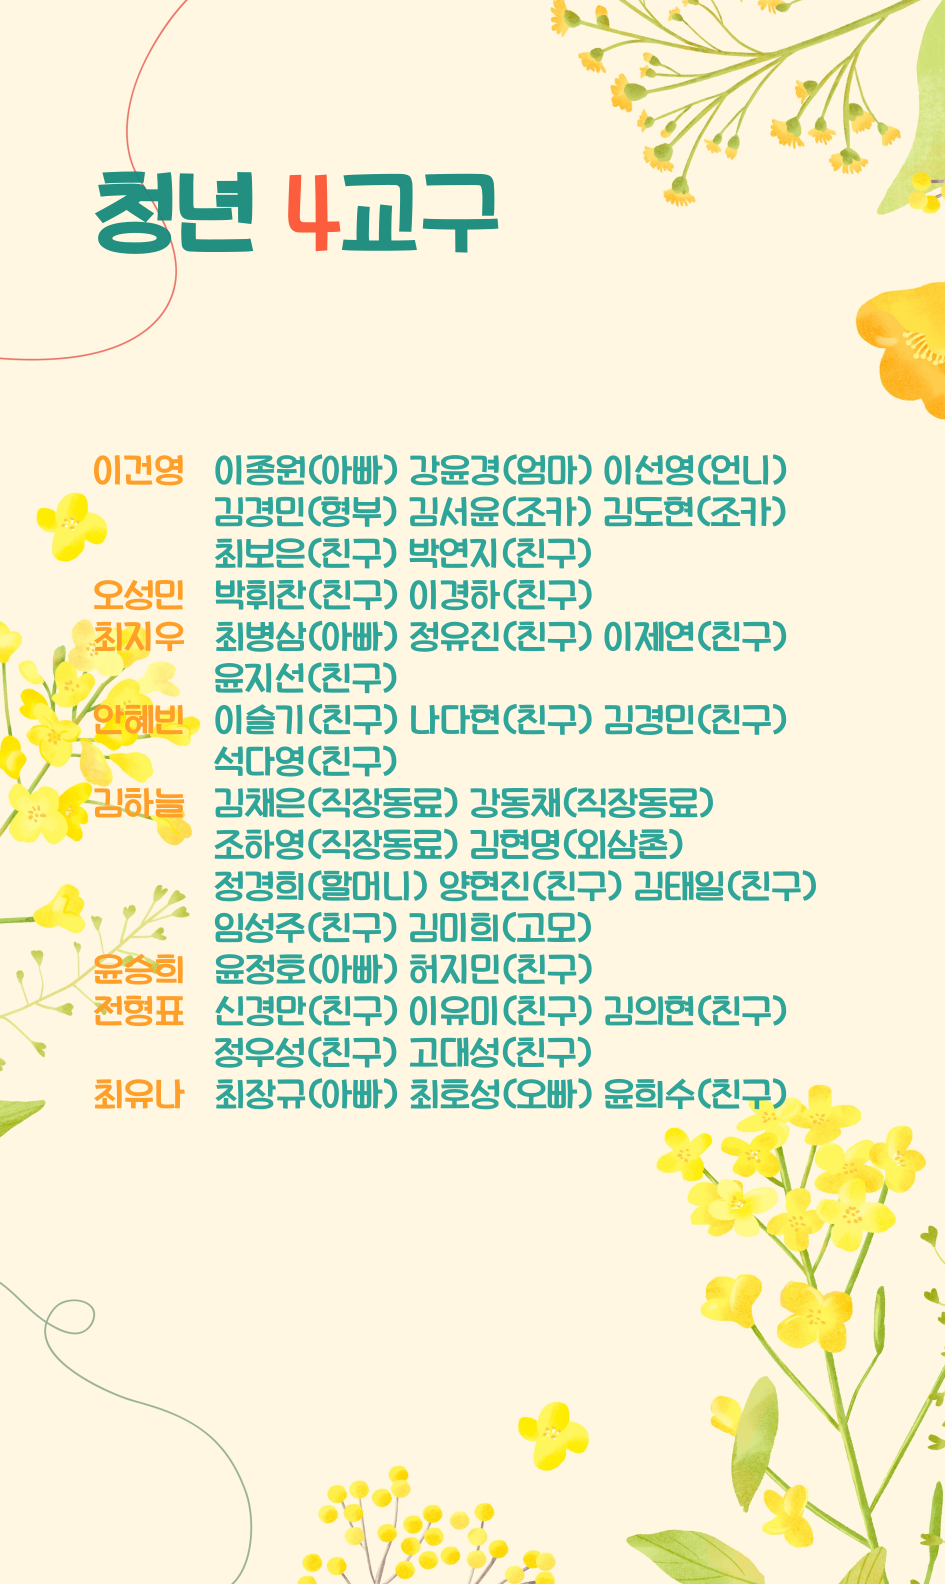 청년 4교구
이건영 이종원(아빠) 강윤경(엄마) 이선영(언니)
김경민(형부) 김서윤(조카) 김도현(조카)
최보은(친구) 박연지(친구)
오성민 박휘찬(친구) 이경하(친구)
최지우 최병삼(아빠) 정유진(친구) 이제연(친구)
윤지선(친구)
안혜빈 이슬기(친구) 나다현(친구) 김경민(친구)
석다영(친구)
김하늘 김채은(직장동료) 강동채(직장동료)
조하영(직장동료) 김현명(외삼촌)
정경희(할머니) 양현진(친구) 김태일(친구)
임성주(친구) 김미희(고모)
윤승희 윤정호(아빠) 허지민(친구)
전형표 신경만(친구) 이유미(친구) 김의현(친구)
정우성(친구) 고대성(친구)
최유나 최장규(아빠) 최호성(오빠) 윤희수(친구)